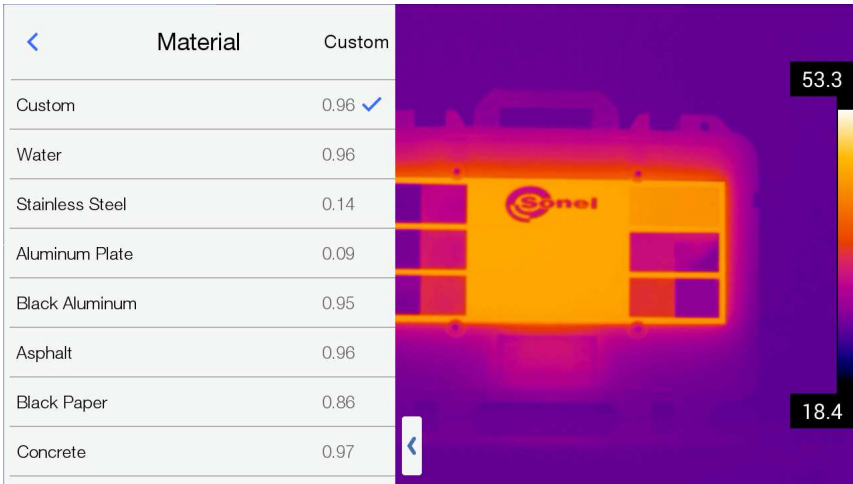 Material Custom
Custom 0.96
Water 0.96
Stainless Steel 0.14
Aluminum Plate 0.09
Black Aluminum 0.95
Asphalt 0.96
Black Paper 0.86
Concrete 0.97
Sonel
53.3
18.4